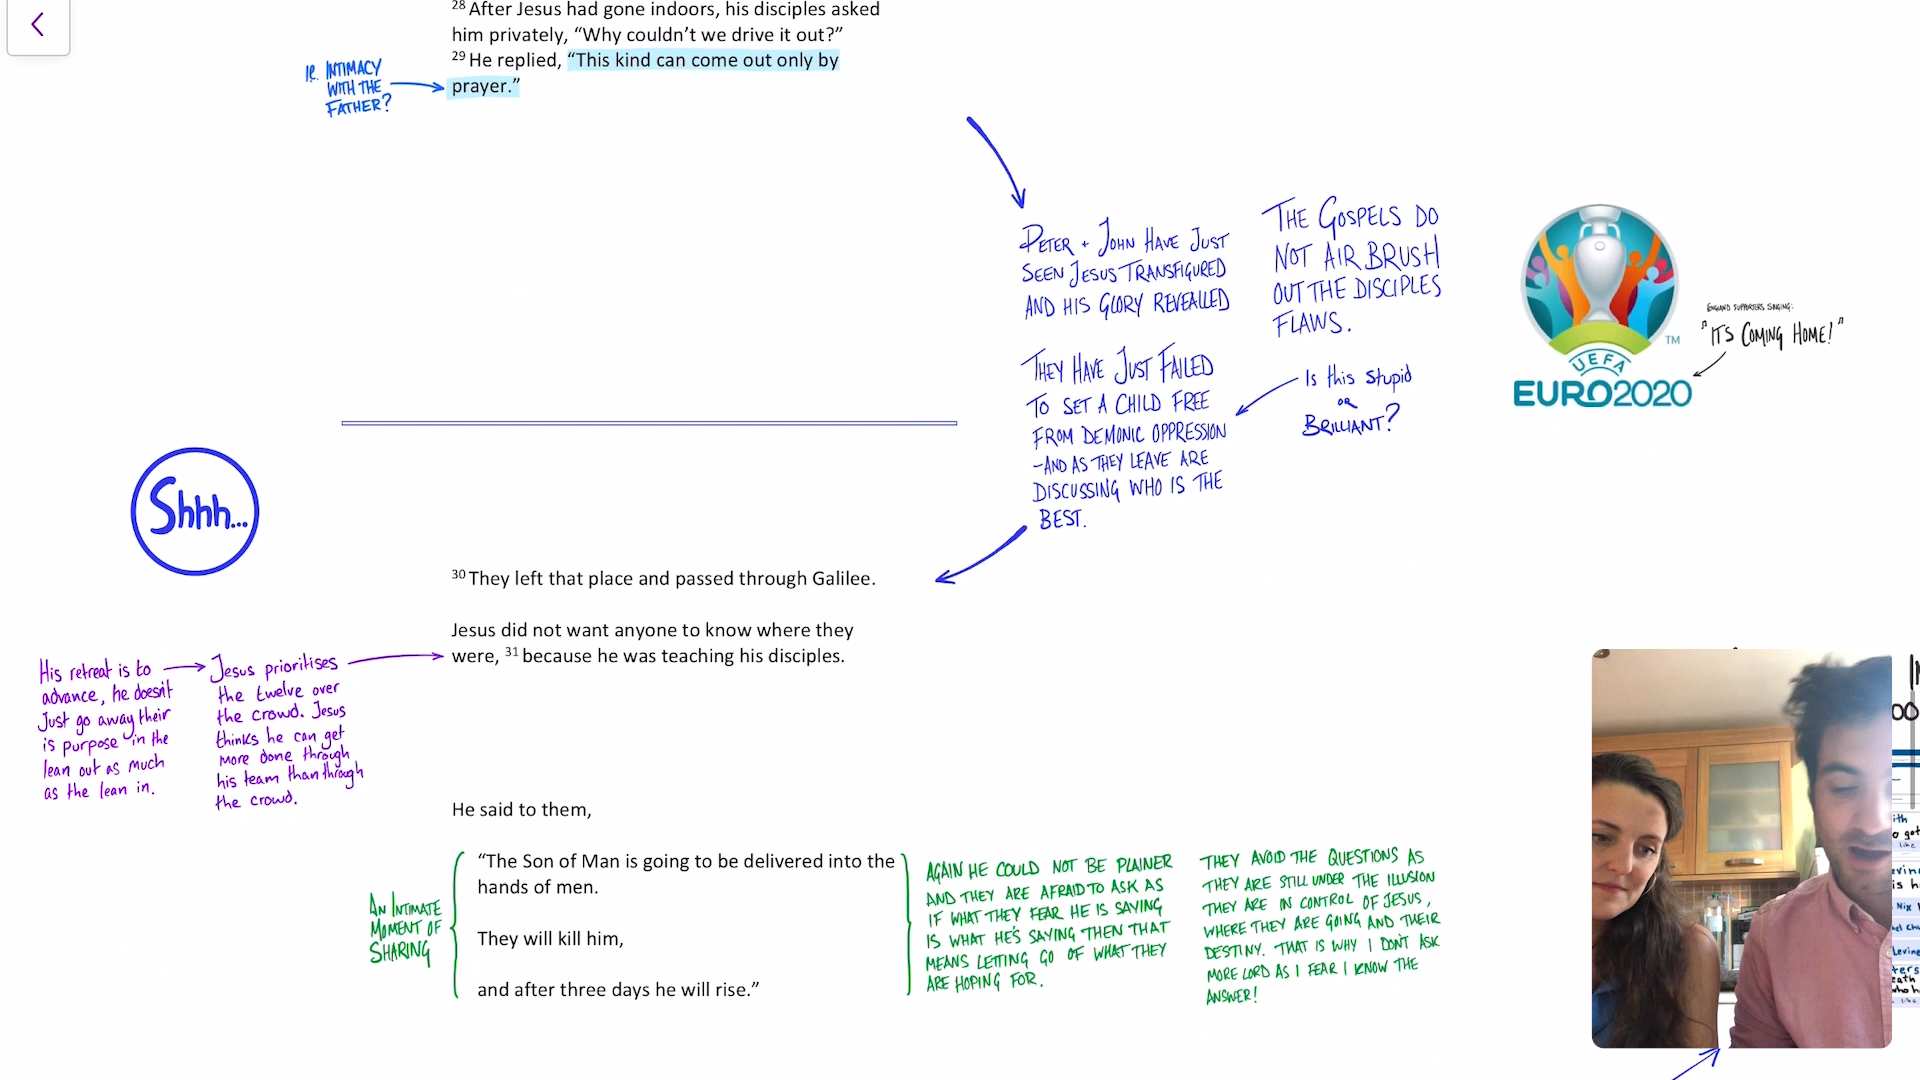 28 After Jesus had gone indoors, his disciples asked
him privately, “Why couldn’t we drive it out?”
29 He replied, “This kind can come out only by
prayer.”
IE. INTIMACY
WITH THE
FATHER?
PETER + JOHN HAVE JUST
SEEN JESUS TRANSFIGURED
AND HIS GLORY REVEALLED
THEY HAVE JUST FAILED
TO SET A CHILD FREE
FROM DEMONIC OPPRESSION
-AND AS THEY LEAVE ARE
DISCUSSING WHO IS THE
BEST.
THE GOSPELS DO
NOT AIR BRUSH
OUT THE DISCIPLES
FLAWS.
Is this stupid
OR
BRILLIANT?
TM
UEFA
EURO2020
ENGLAND SUPPORTERS SINGING:
"IT'S COMING HOME!"
Shhh...
30 They left that place and passed through Galilee.
Jesus did not want anyone to know where they
were, 31 because he was teaching his disciples.
His retreat is to
advance, he doesn't
Just go away their
is purpose in the
lean out as much
as the lean in.
Jesus prioritises
the twelve over
the crowd. Jesus
thinks he can get
more done through
his team than through
the crowd.
He said to them,
“The Son of Man is going to be delivered into the
hands of men.
They will kill him,
and after three days he will rise.”
AN INTIMATE
MOMENT OF
SHARING
AGAIN HE COULD NOT BE PLAINER
AND THEY ARE AFRAID TO ASK AS
IF WHAT THEY FEAR HE IS SAYING
IS WHAT HE'S SAYING THEN THAT
MEANS LETTING GO OF WHAT THEY
ARE HOPING FOR.
THEY AVOID THE QUESTIONS AS
THEY ARE STILL UNDER THE ILLUSION
THEY ARE IN CONTROL OF JESUS,
WHERE THEY ARE GOING AND THEIR
DESTINY. THAT IS WHY I DON'T ASK
MORE LORD AS I FEAR I KNOW THE
ANSWER!